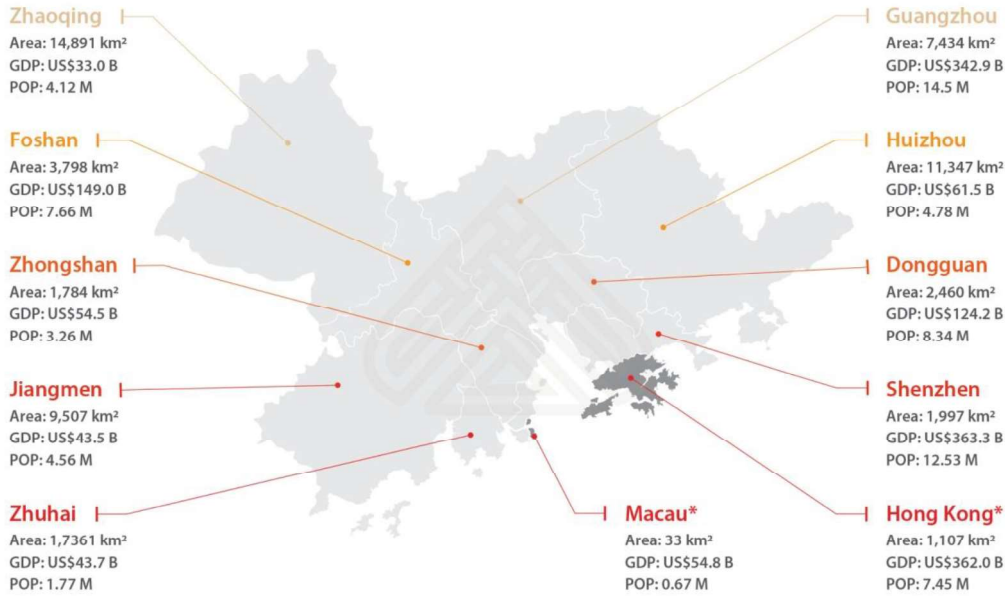 Zhaoqing
Area: 14,891 km²
GDP: US$33.0 B
POP: 4.12 M
Foshan
Area: 3,798 km²
GDP: US$149.0 B
POP: 7.66 M
Zhongshan
Area: 1,784 km²
GDP: US$54.5 B
POP: 3.26 M
Jiangmen
Area: 9,507 km²
GDP: US$43.5 B
POP: 4.56 M
Zhuhai
Area: 1,7361 km²
GDP: US$43.7 B
POP: 1.77 M
Macau*
Area: 33 km²
GDP: US$54.8 B
POP: 0.67 M
Guangzhou
Area: 7,434 km²
GDP: US$342.9 B
POP: 14.5 M
Huizhou
Area: 11,347 km²
GDP: US$61.5 B
POP: 4.78 M
Dongguan
Area: 2,460 km²
GDP: US$124.2 B
POP: 8.34 M
Shenzhen
Area: 1,997 km²
GDP: US$363.3 B
POP: 12.53 M
Hong Kong*
Area: 1,107 km²
GDP: US$362.0 B
POP: 7.45 M